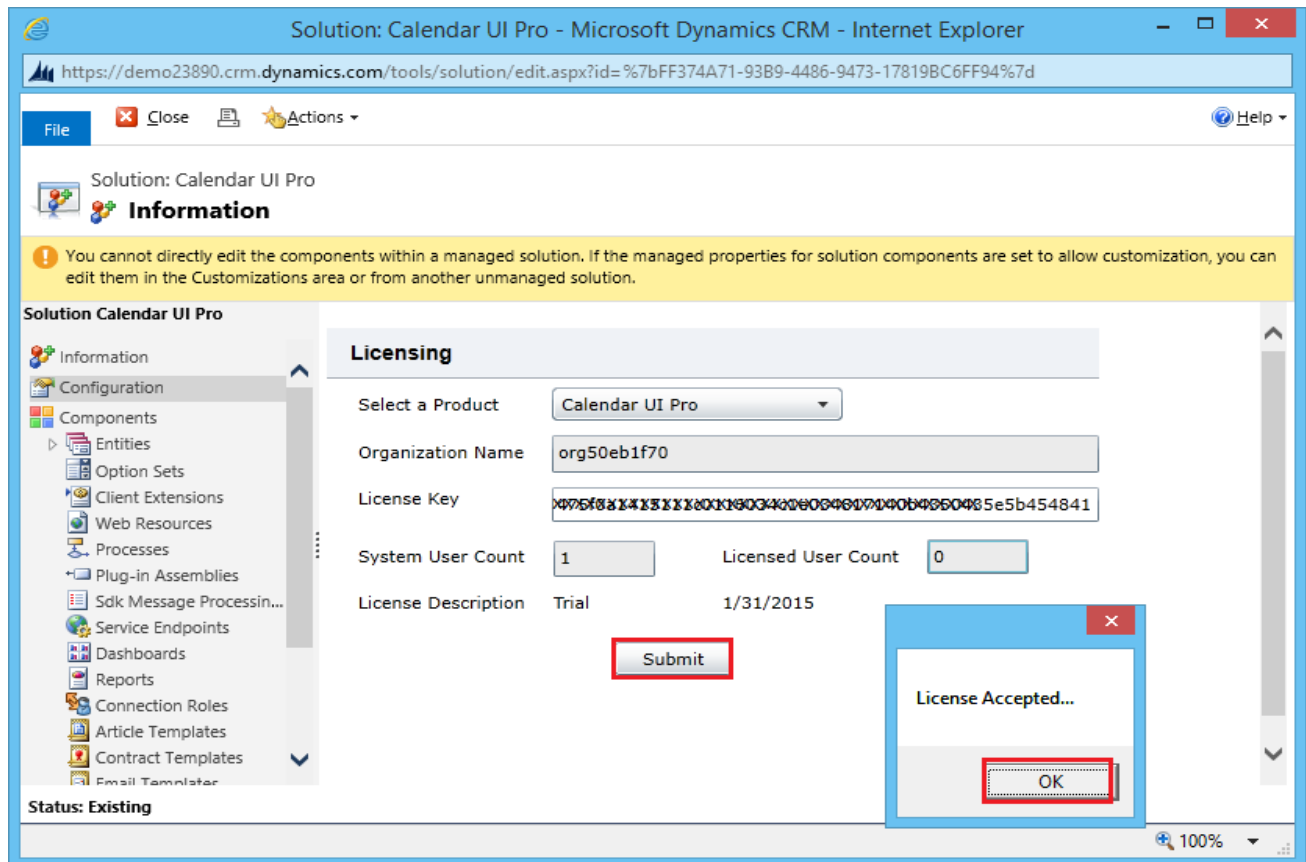 Solution: Calendar UI Pro - Microsoft Dynamics CRM - Internet Explorer
https://demo23890.crm.dynamics.com/tools/solution/edit.aspx?id=%7bFF374A71-93B9-4486-9473-17819BC6FF94%7d
File Close Actions Help
Solution: Calendar UI Pro
Information
You cannot directly edit the components within a managed solution. If the managed properties for solution components are set to allow customization, you can
edit them in the Customizations area or from another unmanaged solution.
Solution Calendar UI Pro
Information
Configuration
Components
Entities
Option Sets
Client Extensions
Web Resources
Processes
Plug-in Assemblies
Sdk Message Processin...
Service Endpoints
Dashboards
Reports
Connection Roles
Article Templates
Contract Templates
Email Templates
Licensing
Select a Product Calendar UI Pro
Organization Name org50eb1f70
License Key
System User Count 1 Licensed User Count 0
License Description Trial 1/31/2015
Submit
License Accepted...
OK
Status: Existing
100%